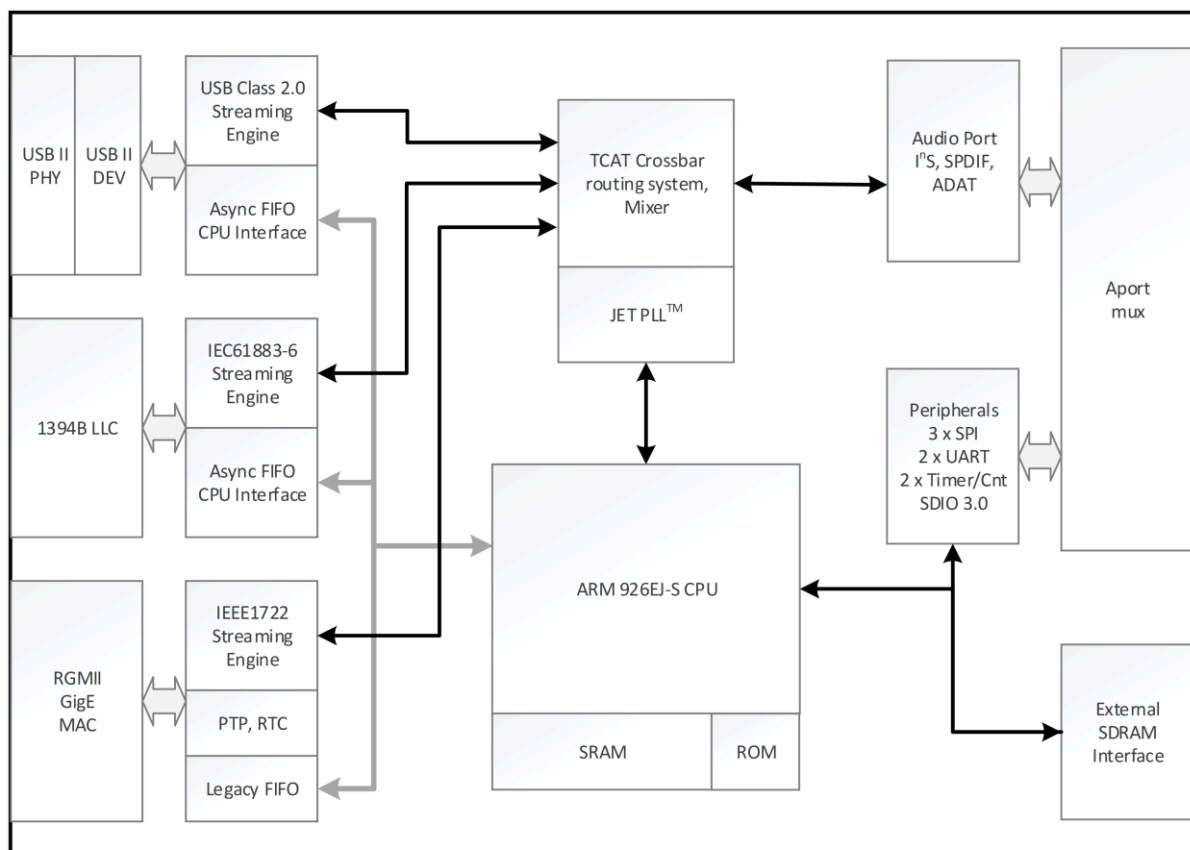 USB II
PHY
USB II
DEV
USB Class 2.0
Streaming
Engine
Async FIFO
CPU Interface
TCAT Crossbar
routing system,
Mixer
JET PLL™
Audio Port
IⁿS, SPDIF,
ADAT
Aport
mux
1394B LLC
IEC61883-6
Streaming
Engine
Async FIFO
CPU Interface
Peripherals
3 x SPI
2 x UART
2 x Timer/Cnt
SDIO 3.0
ARM 926EJ-S CPU
SRAM
ROM
RGMII
GigE
MAC
IEEE1722
Streaming
Engine
PTP, RTC
Legacy FIFO
External
SDRAM
Interface